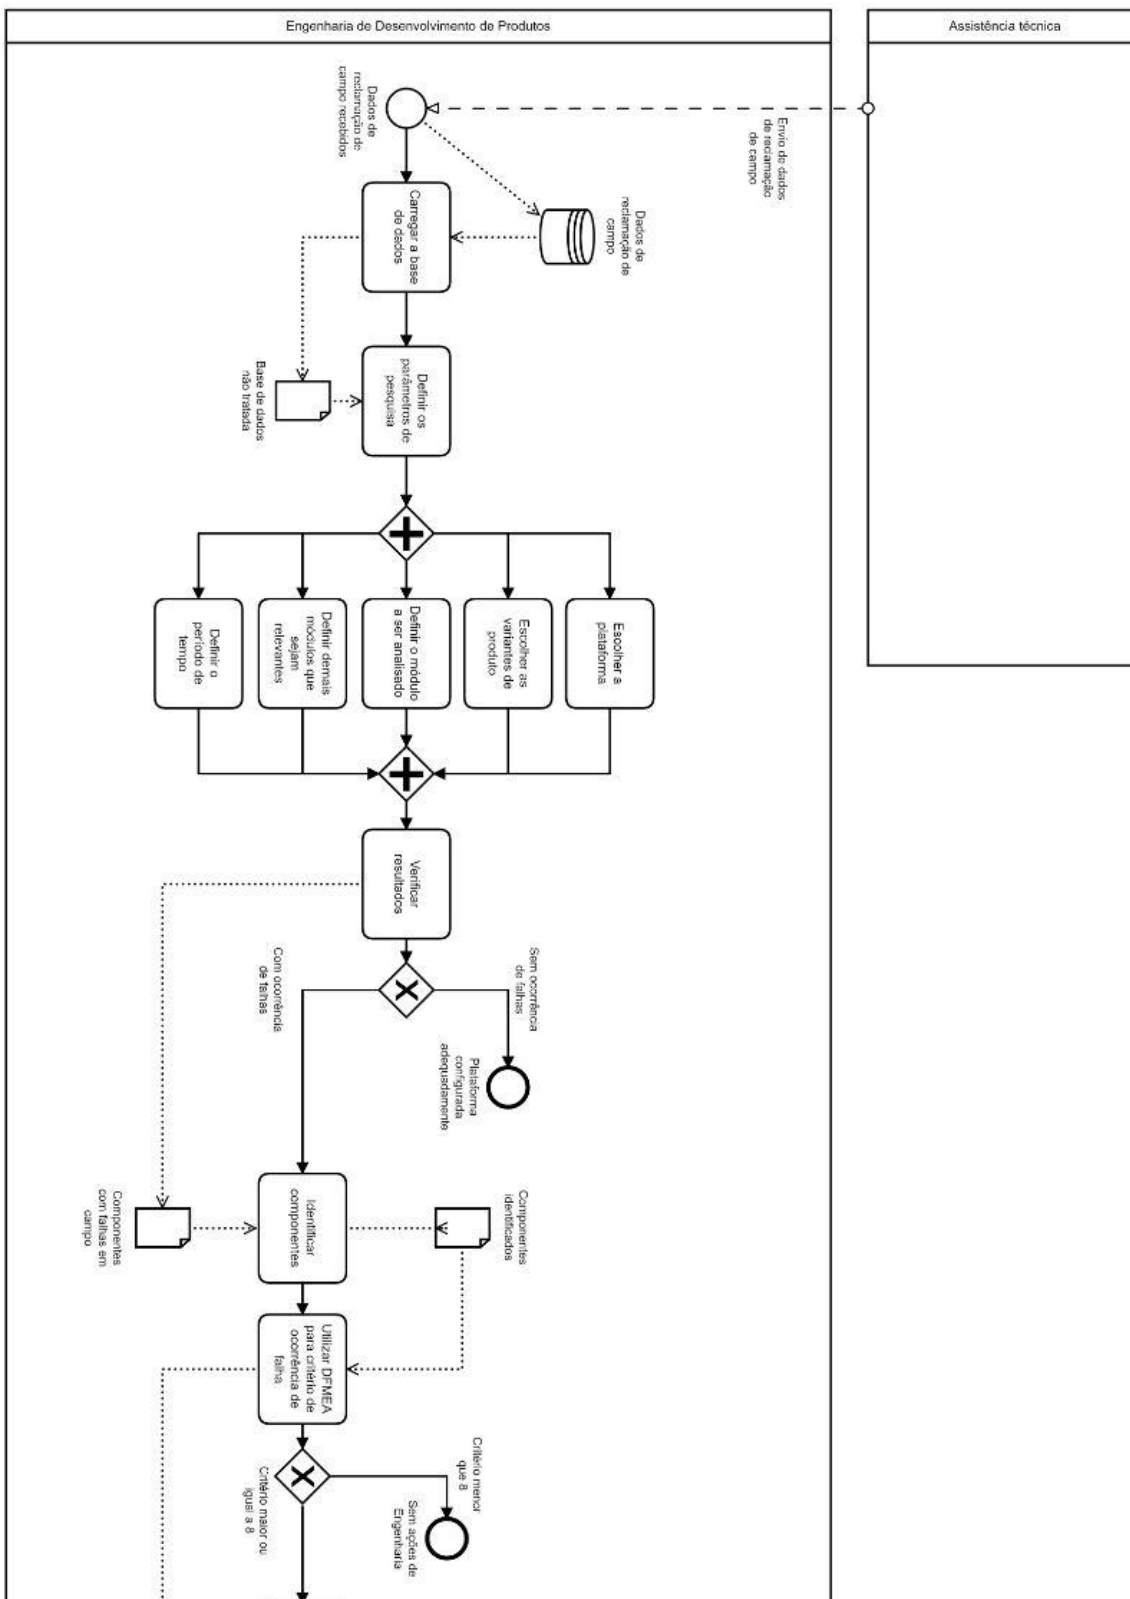 Engenharia de Desenvolvimento de Produtos
Assistência técnica
Dados de
reclamação de
campo recebidos
Envio de dados
de reclamação
de campo
Dados de
reclamação de
campo
Carregar a base
de dados
Base de dados
não tratada
Definir os
parâmetros de
pesquisa
Definir o
período de
tempo
Definir demais
módulos que
sejam
relevantes
Definir o módulo
a ser analisado
Escolher as
variantes de
produto
Escolher a
plataforma
Verificar
resultados
Com ocorrência
de falhas
Sem ocorrência
de falhas
Plataforma
configurada
adequadamente
Componentes
com falhas em
campo
Identificar
componentes
Componentes
identificados
Utilizar DFMEA
para critério de
ocorrência de
falha
Critério menor
que 8
Critério maior ou
igual a 8
Sem ações de
Engenharia